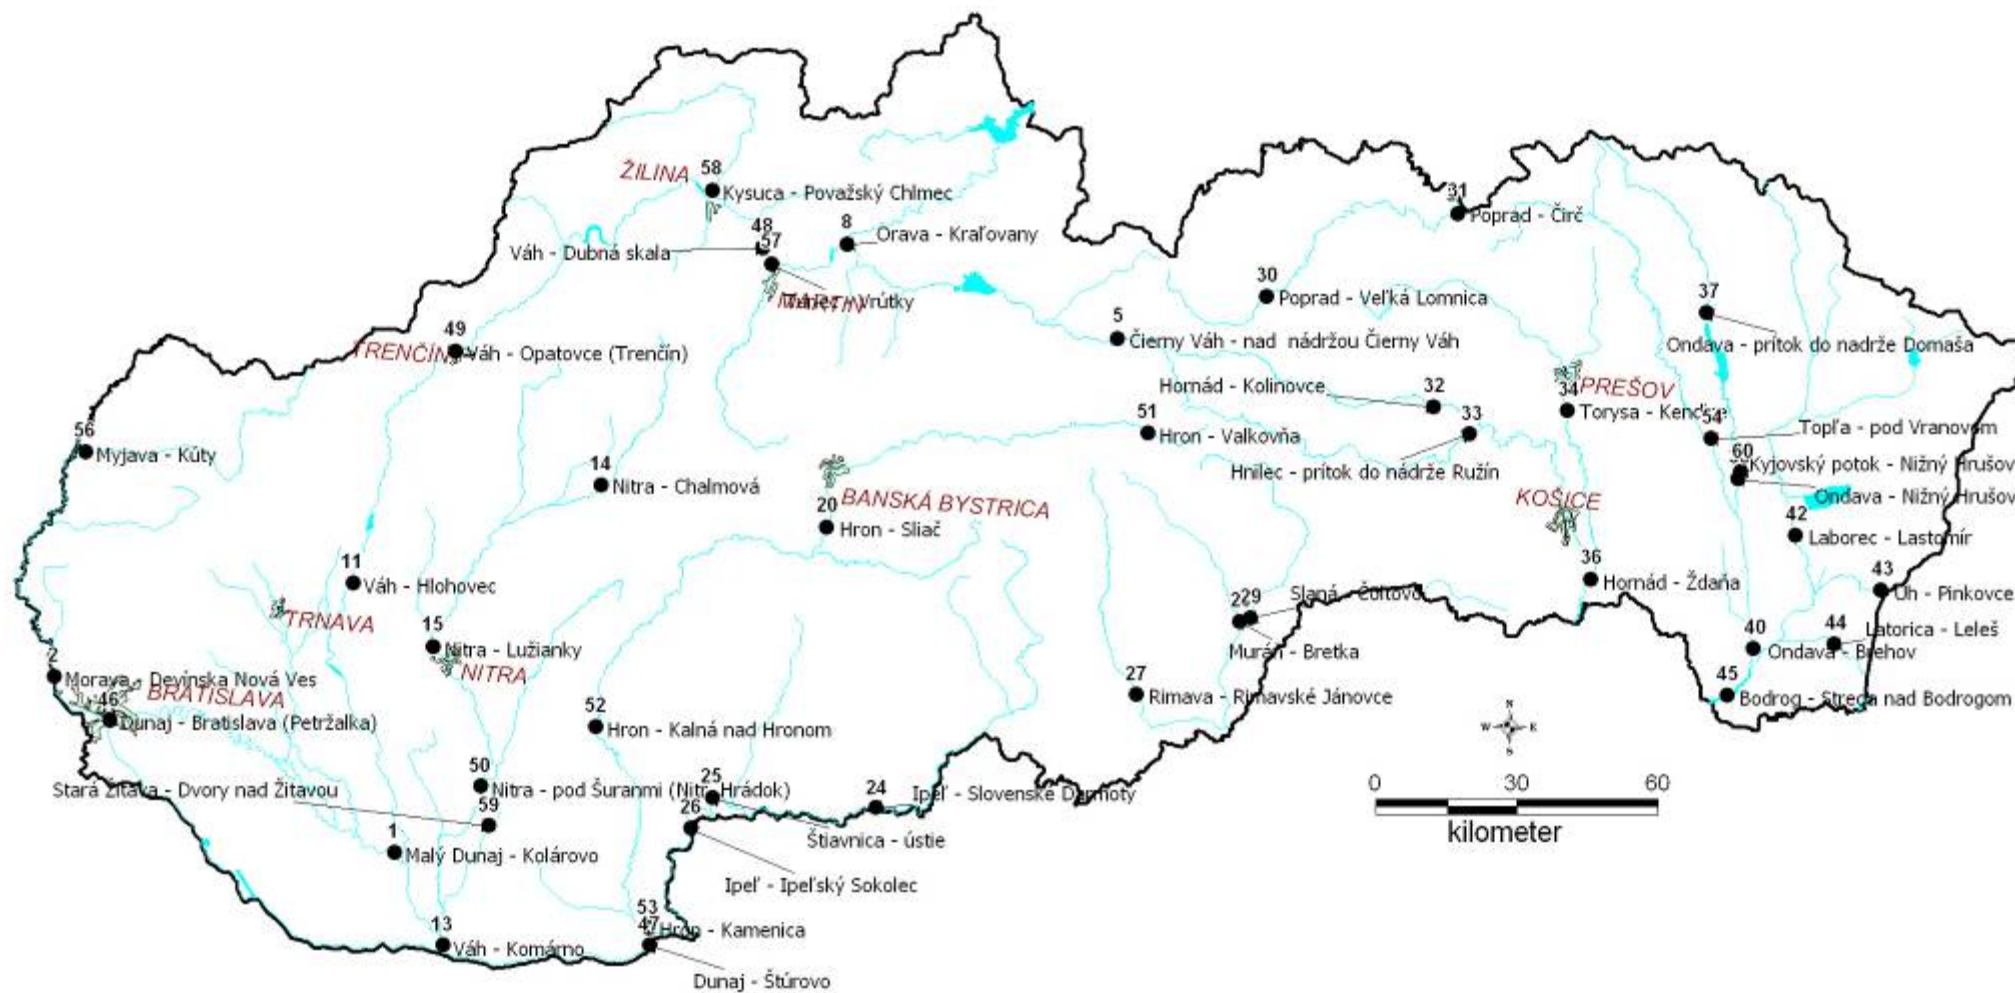 58
ŽILINA
Kysuca - Považský Chlmec
31
Poprad - Čirč
48
8
Orava - Kraľovany
57
Váh - Dubná skala
30
Poprad - Veľká Lomnica
Vrútky
MARTIN
37
5
49
Čierny Váh - nad nádržou Čierny Váh
Ondava - prítok do nadrže Domaša
TRENČÍN
Váh - Opatovce (Trenčín)
Hornád - Kolinovce
32
PREŠOV
34
Torysa - Kendice
51
33
Hron - Valkovňa
54
Topľa - pod Vranovom
56
Myjava - Kúty
14
Nitra - Chalmová
Hnilec - prítok do nádrže Ružín
60
Kyjovský potok - Nižný Hrušov
BANSKÁ BYSTRICA
KOŠICE
Ondava - Nižný Hrušov
20
Hron - Sliač
42
Laborec - Lastomír
11
Váh - Hlohovec
36
Hornád - Ždaňa
43
Uh - Pinkovce
Slaná - Čoltovo
229
TRNAVA
15
Nitra - Lužianky
Muráň - Bretka
40
44
Latorica - Leleš
Ondava - Brehov
2
Morava - Devínska Nová Ves
NITRA
BRATISLAVA
27
Rimava - Rimavské Jánovce
45
Bodrog - Streda nad Bodrogom
46
Dunaj - Bratislava (Petržalka)
52
Hron - Kalná nad Hronom
N
W
E
S
50
Nitra - pod Šuranmi (Nitr. Hrádok)
25
24
Ipeľ - Slovenské Ďarmoty
0
30
60
kilometer
Stará Žitava - Dvory nad Žitavou
59
26
Štiavnica - ústie
1
Malý Dunaj - Kolárovo
Ipeľ - Ipeľský Sokolec
53
13
47
Hron - Kamenica
Váh - Komárno
Dunaj - Štúrovo